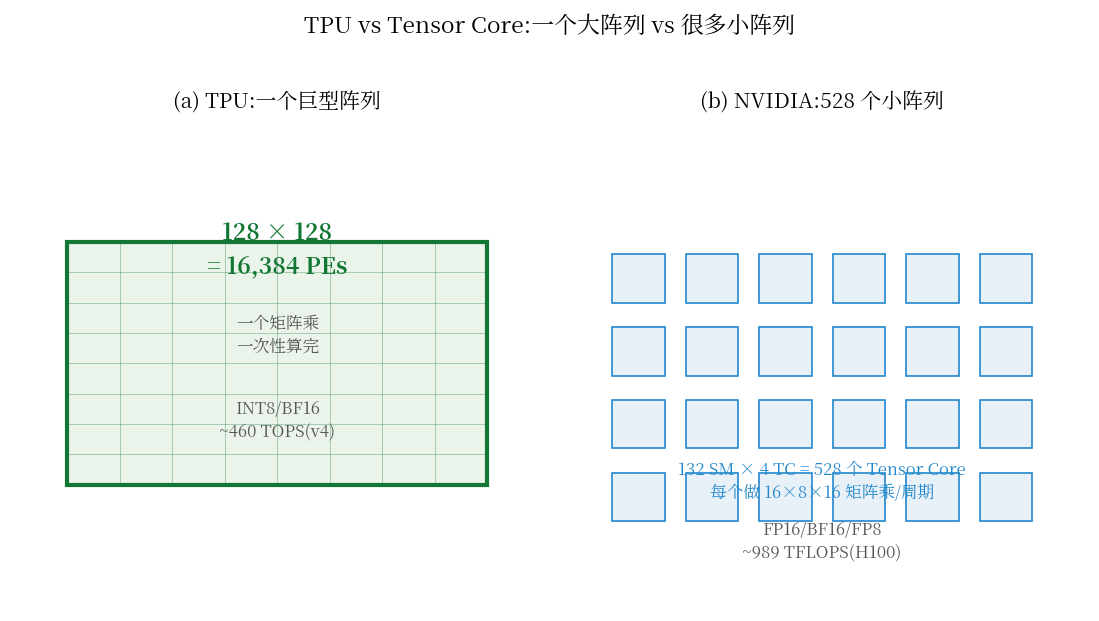 TPU vs Tensor Core:一个大阵列 vs 很多小阵列
(a) TPU:一个巨型阵列
128 × 128
= 16,384 PEs
一个矩阵乘
一次性算完
INT8/BF16
~460 TOPS(v4)
(b) NVIDIA:528 个小阵列
132 SM × 4 TC = 528 个 Tensor Core
每个做 16×8×16 矩阵乘/周期
FP16/BF16/FP8
~989 TFLOPS(H100)